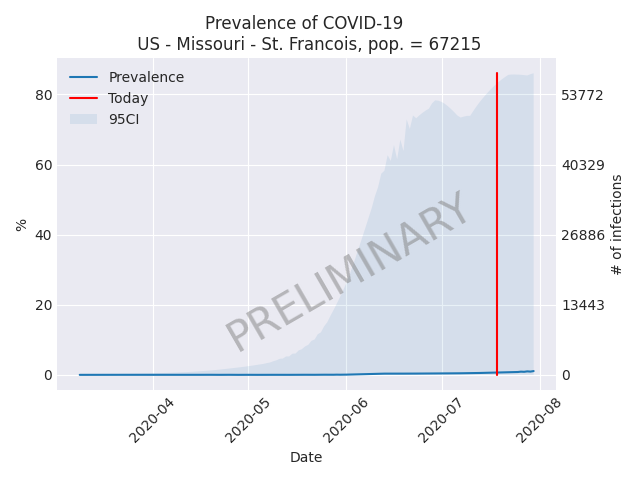 Prevalence of COVID-19
US - Missouri - St. Francois, pop. = 67215
Prevalence
Today
95CI
80
60
40
20
0
%
53772
40329
26886
13443
0
# of infections
PRELIMINARY
2020-04
2020-05
2020-06
2020-07
2020-08
Date